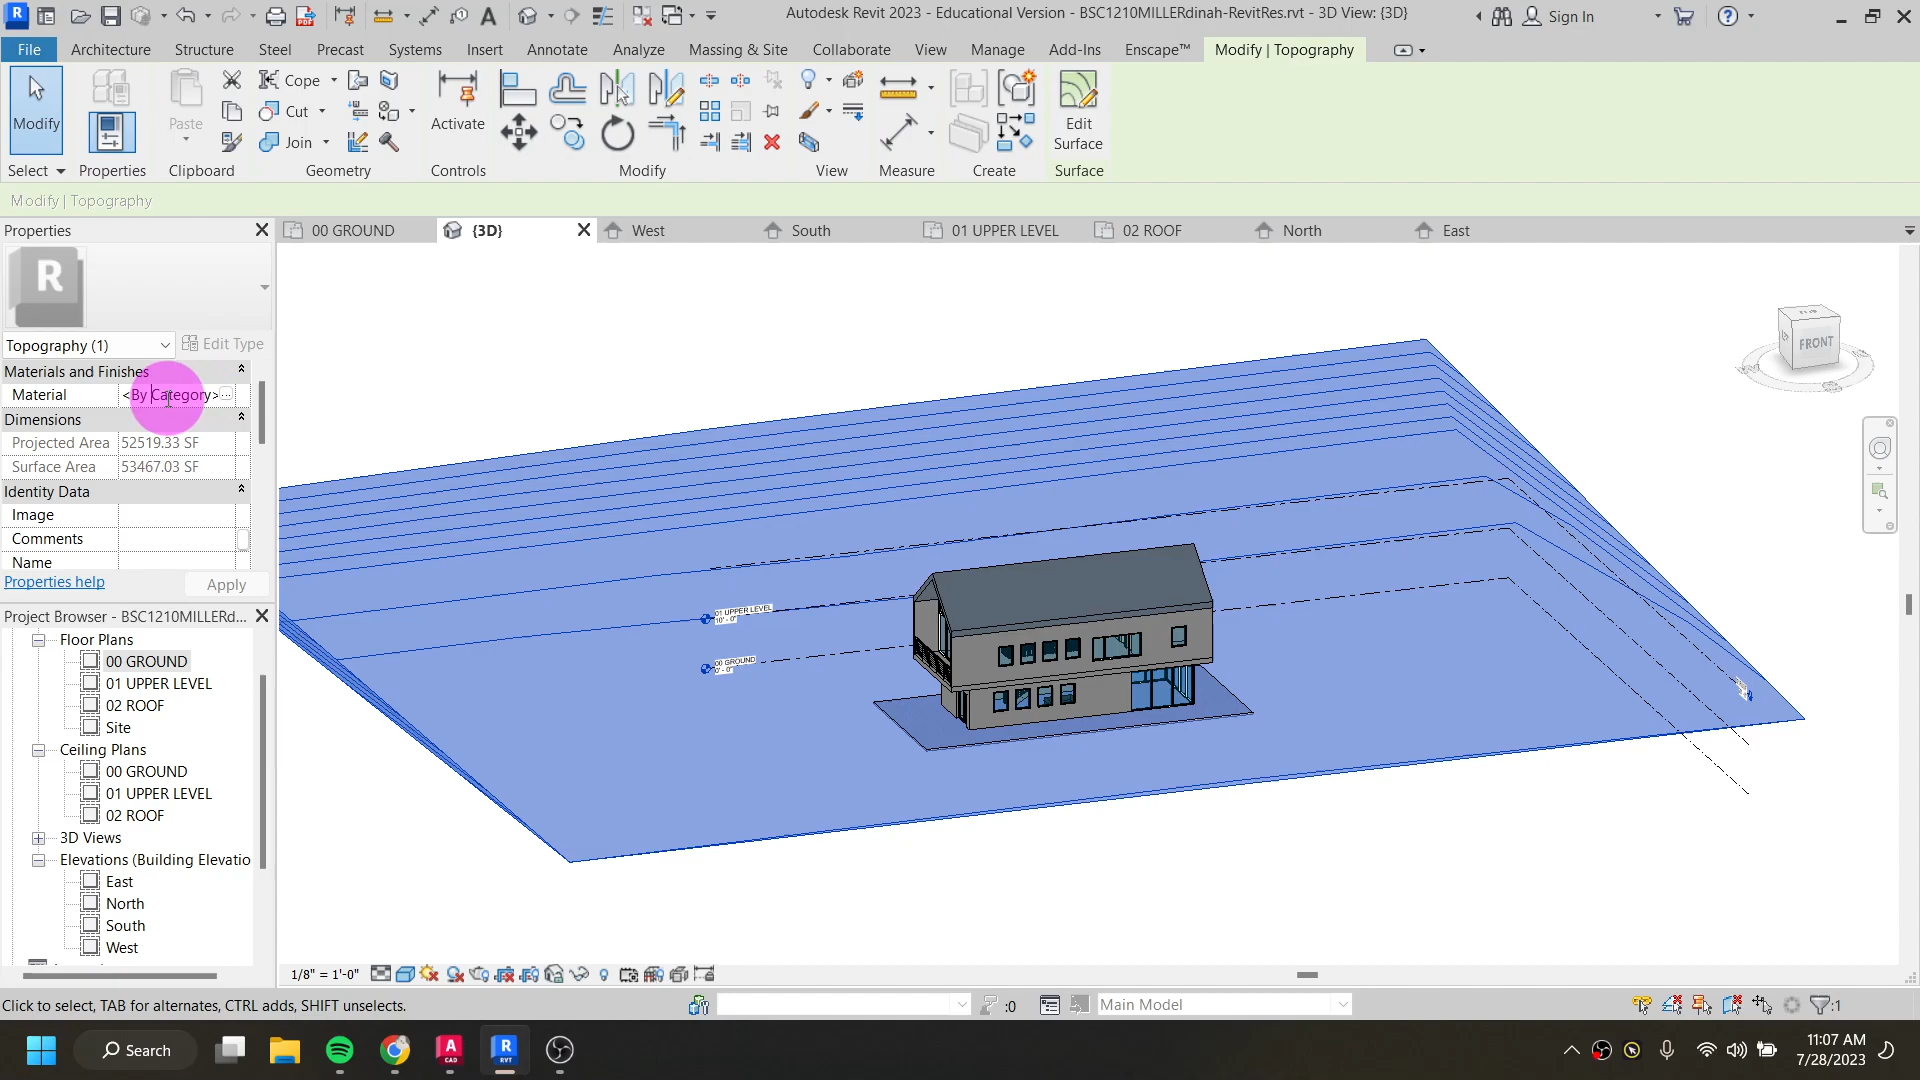 Autodesk Revit 2023 - Educational Version - BSC1210MILLERdinah-RevitRes.rvt - 3D View: {3D}
Sign In
File Architecture Structure Steel Precast Systems Insert Annotate Analyze Massing & Site Collaborate View Manage Add-Ins Enscape™ Modify | Topography
Modify
Paste
Cope
Cut
Join
Activate
Edit
Surface
Select Properties Clipboard Geometry Controls Modify View Measure Create Surface
Modify | Topography
Properties
00 GROUND {3D} West South 01 UPPER LEVEL 02 ROOF North East
R
Topography (1) Edit Type
Materials and Finishes
Material <By Category>
Dimensions
Projected Area 52519.33 SF
Surface Area 53467.03 SF
Identity Data
Image
Comments
Name
Properties help Apply
Project Browser - BSC1210MILLERd...
Floor Plans
00 GROUND
01 UPPER LEVEL
02 ROOF
Site
Ceiling Plans
00 GROUND
01 UPPER LEVEL
02 ROOF
3D Views
Elevations (Building Elevatio
East
North
South
West
01 UPPER LEVEL
10' - 0"
00 GROUND
0' - 0"
FRONT
1/8" = 1'-0"
Click to select, TAB for alternates, CTRL adds, SHIFT unselects.
:0
Main Model
:1
Search
11:07 AM
7/28/2023